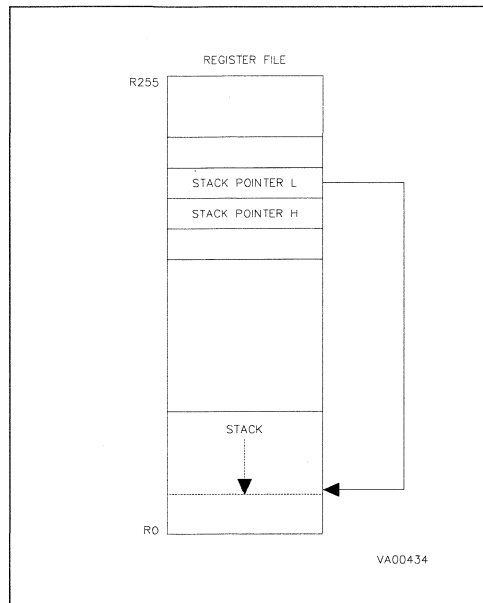 REGISTER FILE
R255
STACK POINTER L
STACK POINTER H
STACK
R0
VA00434